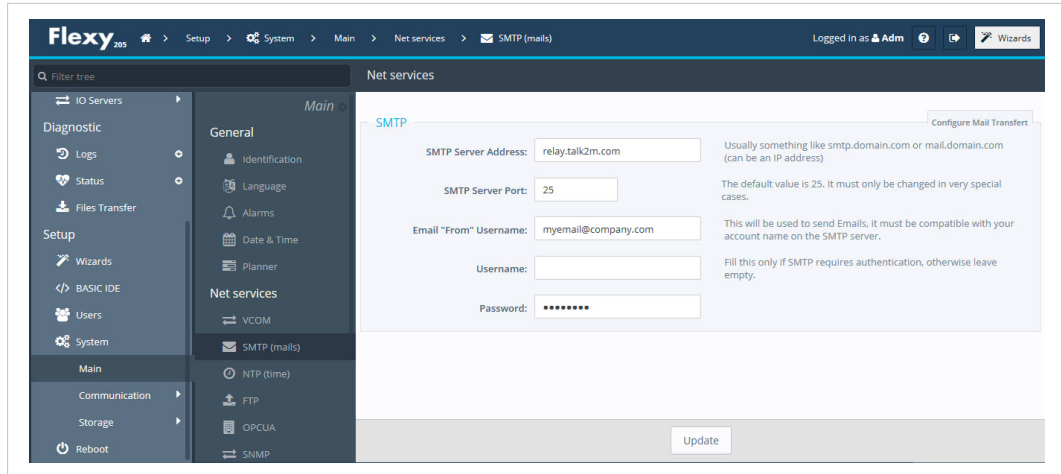 Flexy 205 > Setup > System > Main > Net services > SMTP (mails) Logged in as Adm Wizards
Filter tree
Net services
IO Servers
Diagnostic
Logs
Status
Files Transfer
Setup
Wizards
</> BASIC IDE
Users
System
Main
Communication
Storage
Reboot
Main
General
Identification
Language
Alarms
Date & Time
Planner
Net services
VCOM
SMTP (mails)
NTP (time)
FTP
OPCUA
SNMP
SMTP
Configure Mail Transfert
SMTP Server Address: relay.talk2m.com
Usually something like smtp.domain.com or mail.domain.com
(can be an IP address)
SMTP Server Port: 25
The default value is 25. It must only be changed in very special
cases.
Email "From" Username: myemail@company.com
This will be used to send Emails, it must be compatible with your
account name on the SMTP server.
Username:
Fill this only if SMTP requires authentication, otherwise leave
empty.
Password: ••••••••
Update